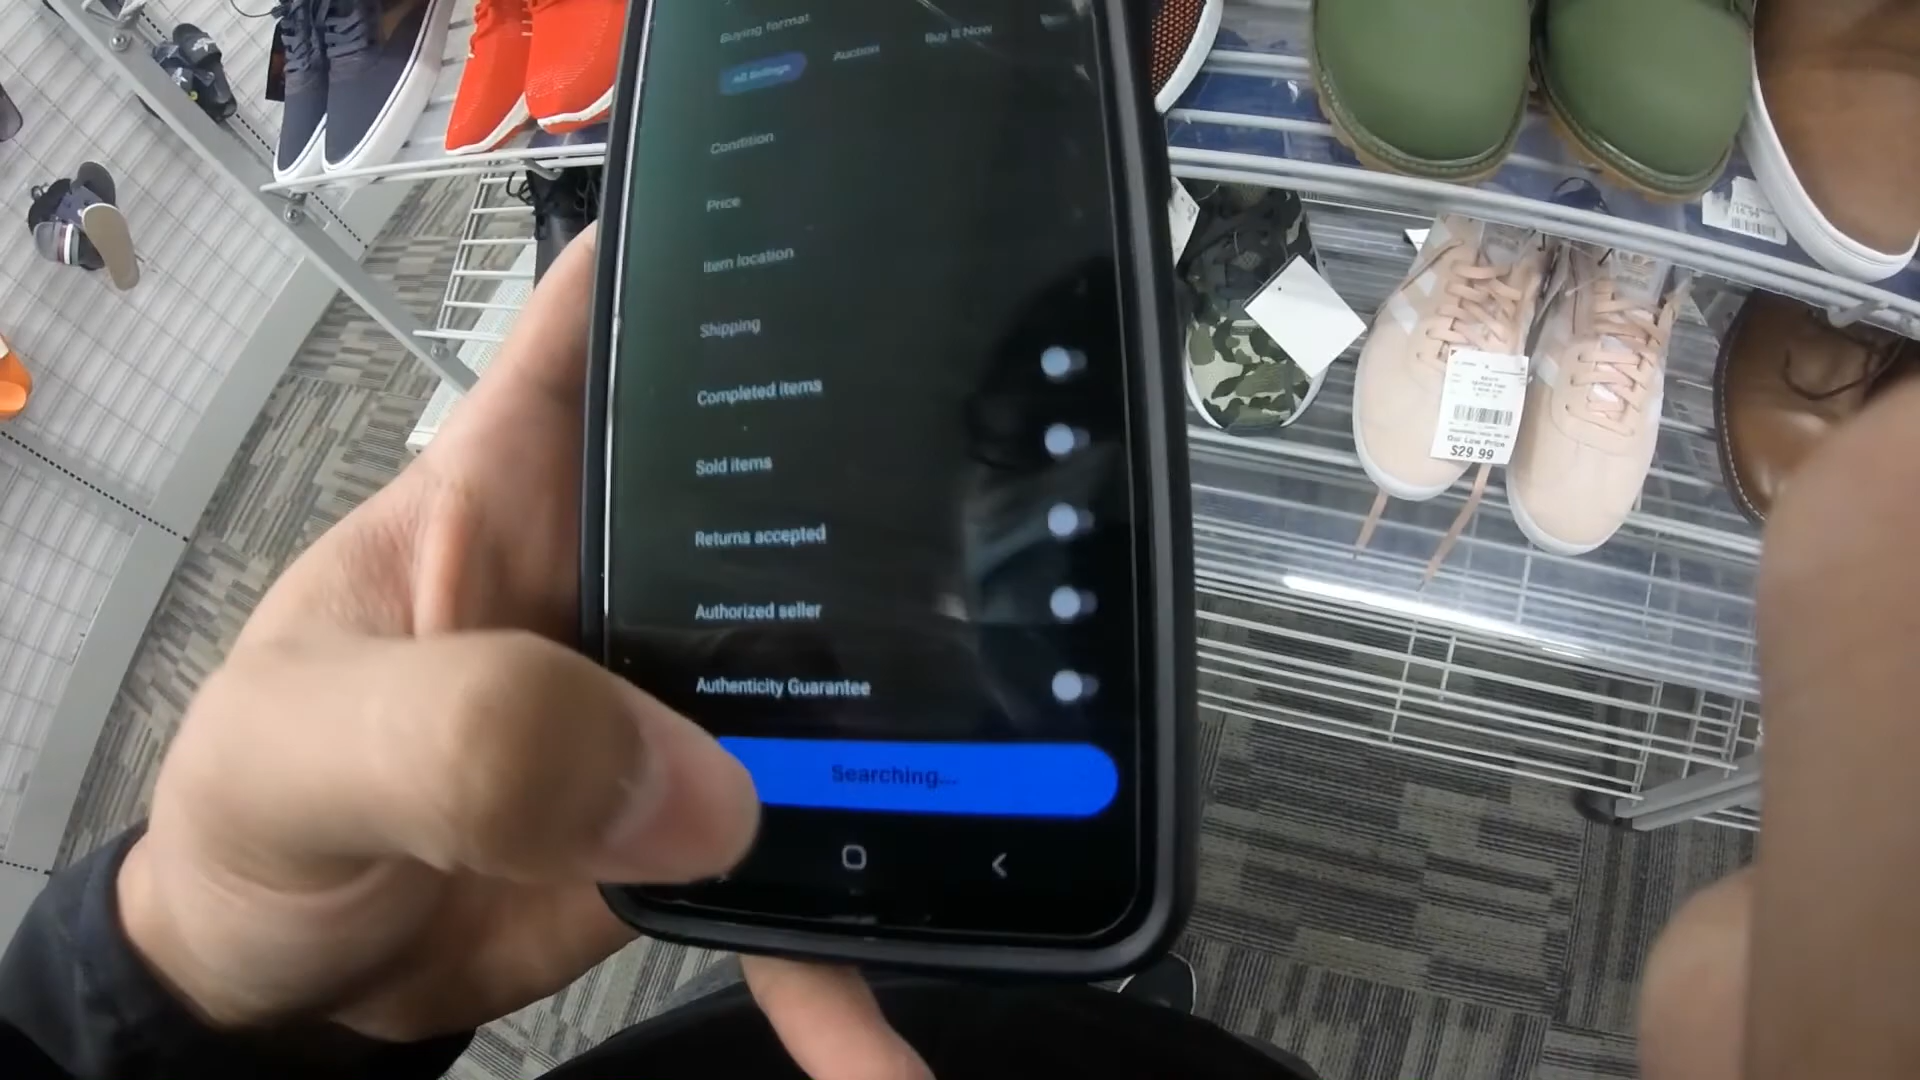 Buying format
All listings
Auction
Buy It Now
Condition
Price
Item location
Shipping
Completed items
Sold items
Returns accepted
Authorized seller
Authenticity Guarantee
Searching...
Our Low Price
$29.99